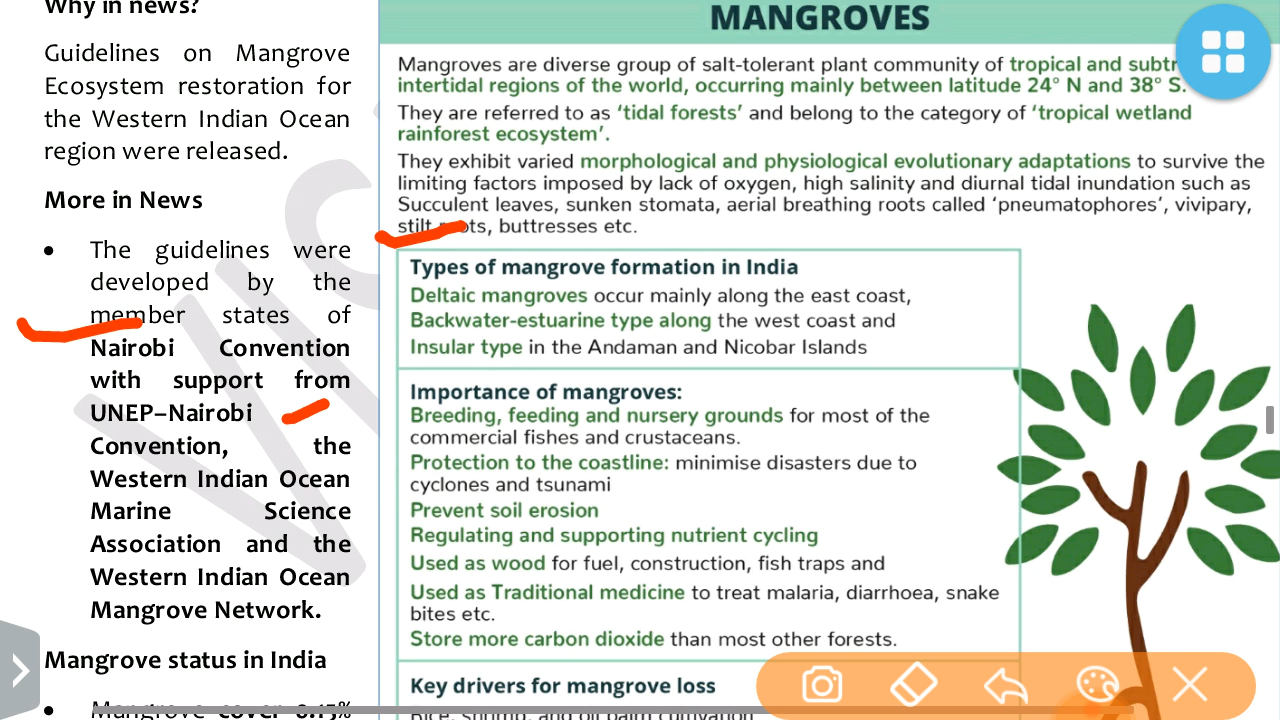 Why in news?
Guidelines on Mangrove
Ecosystem restoration for
the Western Indian Ocean
region were released.
More in News
• The guidelines were
developed by the
member states of
Nairobi Convention
with support from
UNEP–Nairobi
Convention, the
Western Indian Ocean
Marine Science
Association and the
Western Indian Ocean
Mangrove Network.
Mangrove status in India
• Mangrove cover 0.15%
MANGROVES
Mangroves are diverse group of salt-tolerant plant community of tropical and
intertidal regions of the world, occurring mainly between latitude 24° N and 38° S.
They are referred to as ‘tidal forests’ and belong to the category of ‘tropical wetland
rainforest ecosystem’.
They exhibit varied morphological and physiological evolutionary adaptations to survive the
limiting factors imposed by lack of oxygen, high salinity and diurnal tidal inundation such as
Succulent leaves, sunken stomata, aerial breathing roots called ‘pneumatophores’, vivipary,
stilt roots, buttresses etc.
Types of mangrove formation in India
Deltaic mangroves occur mainly along the east coast,
Backwater-estuarine type along the west coast and
Insular type in the Andaman and Nicobar Islands
Importance of mangroves:
Breeding, feeding and nursery grounds for most of the
commercial fishes and crustaceans.
Protection to the coastline: minimise disasters due to
cyclones and tsunami
Prevent soil erosion
Regulating and supporting nutrient cycling
Used as wood for fuel, construction, fish traps and
Used as Traditional medicine to treat malaria, diarrhoea, snake
bites etc.
Store more carbon dioxide than most other forests.
Key drivers for mangrove loss
Rice, shrimp, and oil palm cultivation